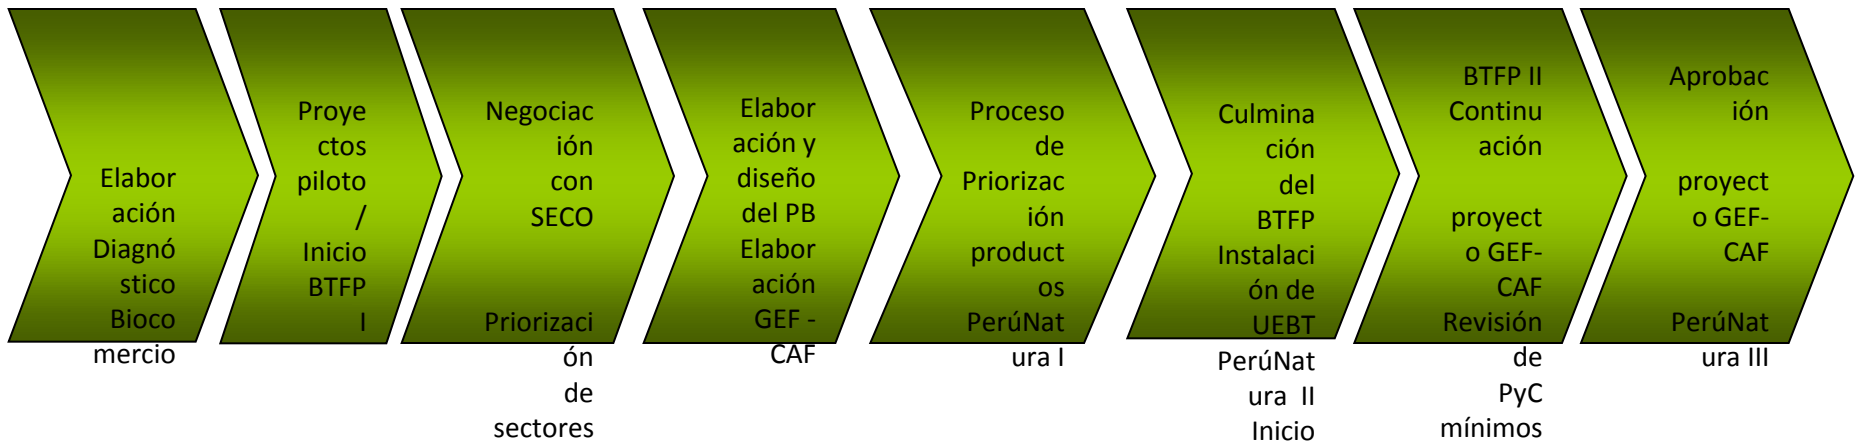 Elabor
ación
Diagnó
stico
Bioco
mercio
Proye
ctos
piloto
/
Inicio
BTFP
I
Negociac
ión
con
SECO
Priorizaci
ón
de
sectores
Elabor
ación y
diseño
del PB
Elabor
ación
GEF -
CAF
Proceso
de
Priorizac
ión
product
os
PerúNat
ura I
Culmina
ción
del
BTFP
Instalaci
ón de
UEBT
PerúNat
ura II
Inicio
BTFP II
Continu
ación
proyect
o GEF-
CAF
Revisión
de
PyC
mínimos
Aprobac
ión
proyect
o GEF-
CAF
PerúNat
ura III